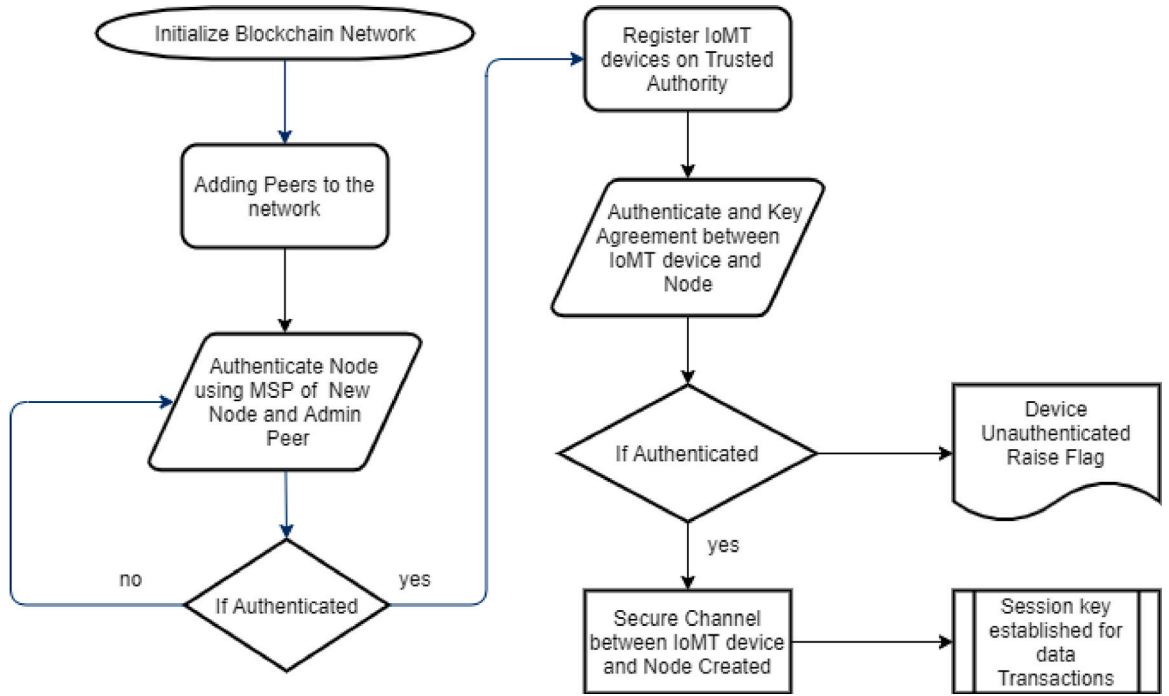 Initialize Blockchain Network
Adding Peers to the
network
Authenticate Node
using MSP of New
Node and Admin
Peer
no
If Authenticated
yes
Register IoMT
devices on Trusted
Authority
Authenticate and Key
Agreement between
IoMT device and
Node
If Authenticated
Device
Unauthenticated
Raise Flag
yes
Secure Channel
between IoMT device
and Node Created
Session key
established for
data
Transactions